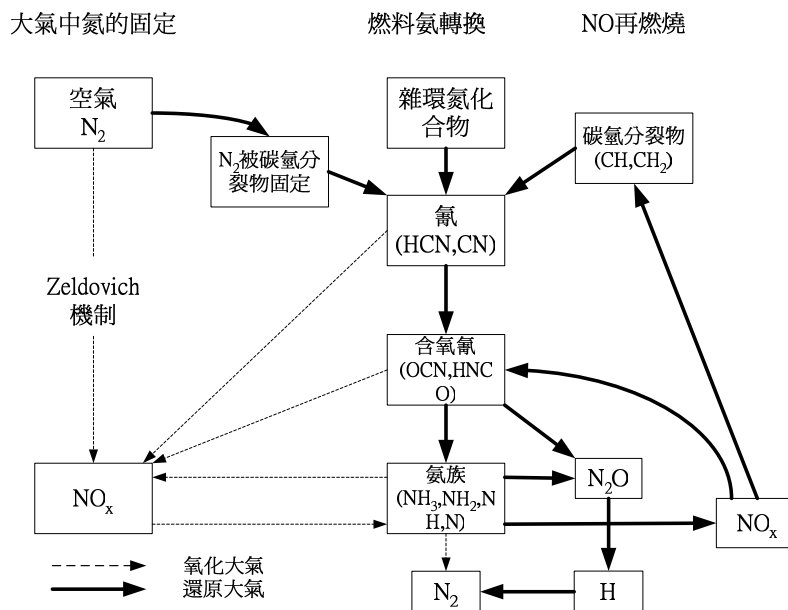 大氣中氮的固定
燃料氨轉換
NO再燃燒
空氣
N₂
雜環氮化
合物
碳氫分裂物
(CH,CH₂)
N₂被碳氫分
裂物固定
氰
(HCN,CN)
Zeldovich
機制
含氧氰
(OCN,HNC
O)
NOₓ
氨族
(NH₃,NH₂,N
H,N)
N₂O
NOₓ
氧化大氣
還原大氣
N₂
H